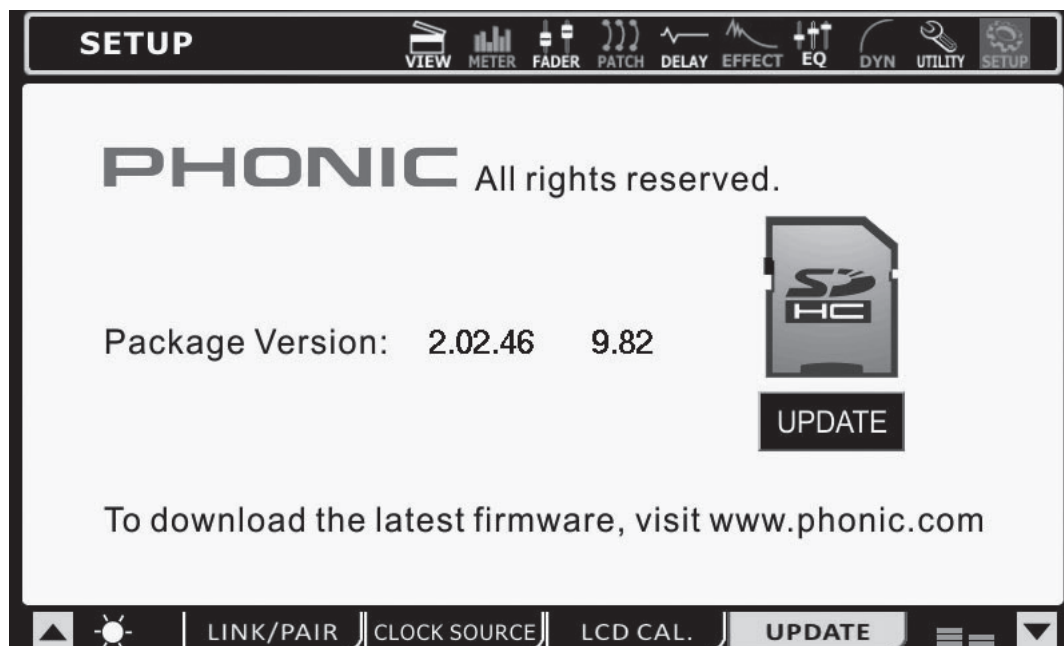 SETUP
VIEW METER FADER PATCH DELAY EFFECT EQ DYN UTILITY SETUP
PHONIC All rights reserved.
SD
HC
Package Version: 2.02.46 9.82
UPDATE
To download the latest firmware, visit www.phonic.com
LINK/PAIR CLOCK SOURCE LCD CAL. UPDATE